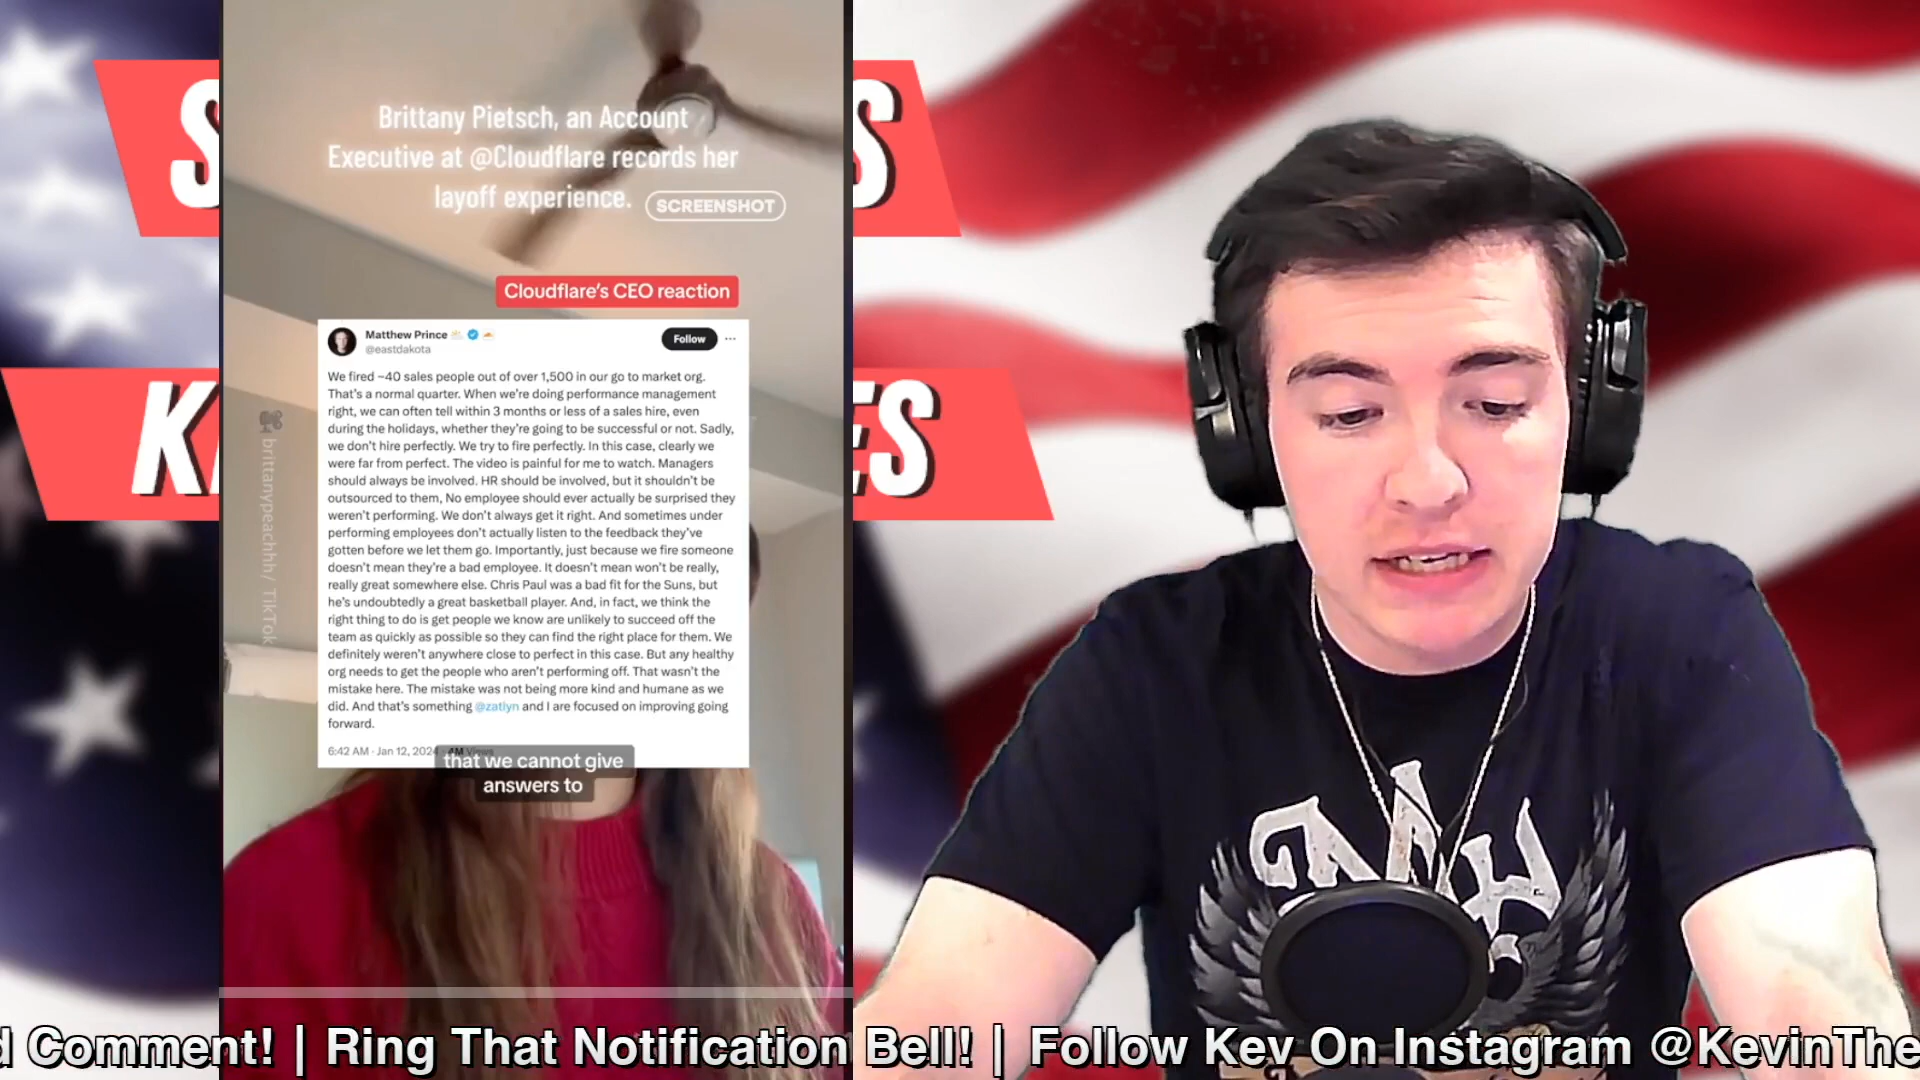 Brittany Pietsch, an Account
Executive at @Cloudflare records her
layoff experience.
SCREENSHOT
Cloudflare's CEO reaction
Matthew Prince
@eastdakota
Follow
We fired ~40 sales people out of over 1,500 in our go to market org.
That's a normal quarter. When we're doing performance management
right, we can often tell within 3 months or less of a sales hire, even
during the holidays, whether they're going to be successful or not. Sadly,
we don't hire perfectly. We try to fire perfectly. In this case, clearly we
were far from perfect. The video is painful for me to watch. Managers
should always be involved. HR should be involved, but it shouldn't be
outsourced to them, No employee should ever actually be surprised they
weren't performing. We don't always get it right. And sometimes under
performing employees don't actually listen to the feedback they've
gotten before we let them go. Importantly, just because we fire someone
doesn't mean they're a bad employee. It doesn't mean won't be really,
really great somewhere else. Chris Paul was a bad fit for the Suns, but
he's undoubtedly a great basketball player. And, in fact, we think the
right thing to do is get people we know are unlikely to succeed off the
team as quickly as possible so they can find the right place for them. We
definitely weren't anywhere close to perfect in this case. But any healthy
org needs to get the people who aren't performing off. That wasn't the
mistake here. The mistake was not being more kind and humane as we
did. And that's something @zatlyn and I are focused on improving going
forward.
6:42 AM · Jan 12, 2024 · 4M Views
that we cannot give
answers to
brittanypeachhh/ TikTok
S S
K ES
d Comment! | Ring That Notification Bell! | Follow Kev On Instagram @KevinThe